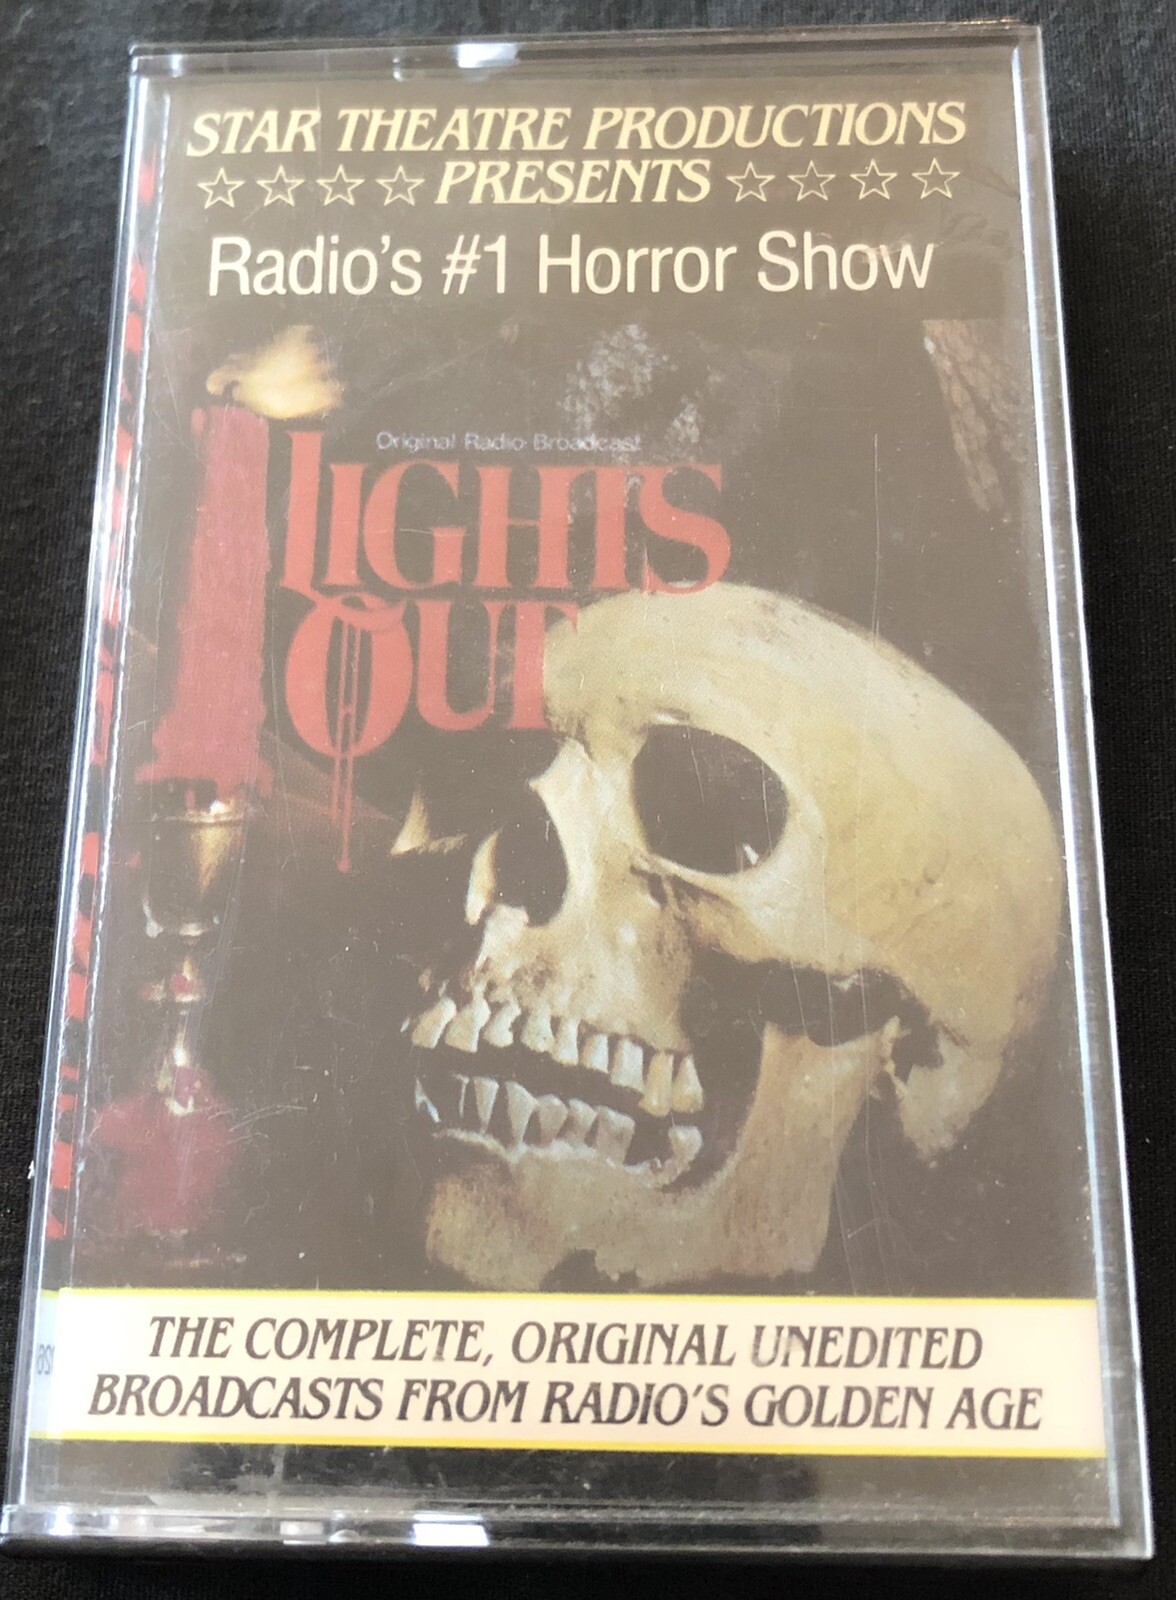 STAR THEATRE PRODUCTIONS
☆ ☆ ☆ ☆ PRESENTS ☆ ☆ ☆ ☆
Radio's #1 Horror Show
Original Radio Broadcast
LIGHTS
OUT
THE COMPLETE, ORIGINAL UNEDITED
BROADCASTS FROM RADIO'S GOLDEN AGE